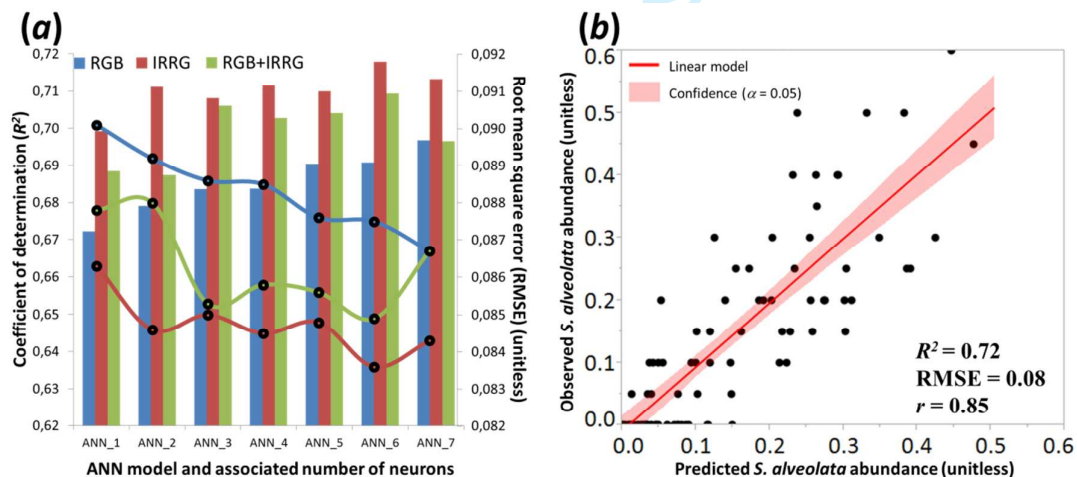 (a)
RGB IRRG RGB+IRRG
Coefficient of determination (R²)
0,72
0,71
0,70
0,69
0,68
0,67
0,66
0,65
0,64
0,63
0,62
0,092
0,091
0,090
0,089
0,088
0,087
0,086
0,085
0,084
0,083
0,082
Root mean square error (RMSE) (unitless)
ANN_1 ANN_2 ANN_3 ANN_4 ANN_5 ANN_6 ANN_7
ANN model and associated number of neurons
(b)
Observed S. alveolata abundance (unitless)
0.6
0.5
0.4
0.3
0.2
0.1
0.0
Linear model
Confidence (α = 0.05)
R² = 0.72
RMSE = 0.08
r = 0.85
0.0 0.1 0.2 0.3 0.4 0.5 0.6
Predicted S. alveolata abundance (unitless)